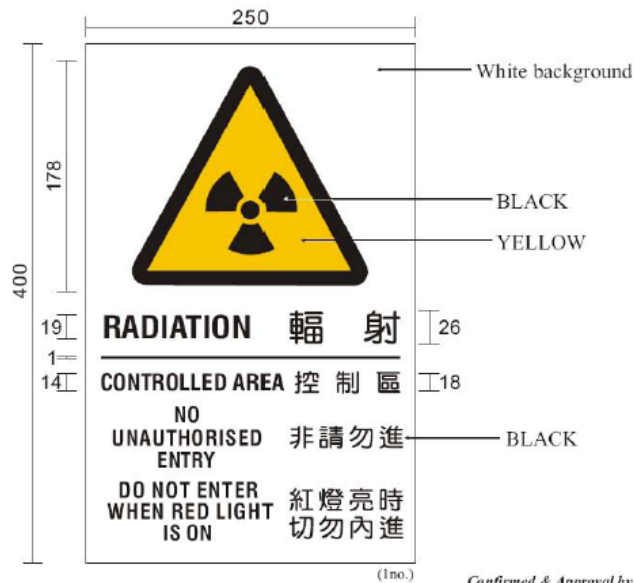 250
White background
178
BLACK
YELLOW
400
19
RADIATION 輻 射
26
1
14
CONTROLLED AREA 控 制 區
18
NO
UNAUTHORISED
ENTRY
非請勿進
BLACK
DO NOT ENTER
WHEN RED LIGHT
IS ON
紅燈亮時
切勿內進
(1no.)
Confirmed & Approval by